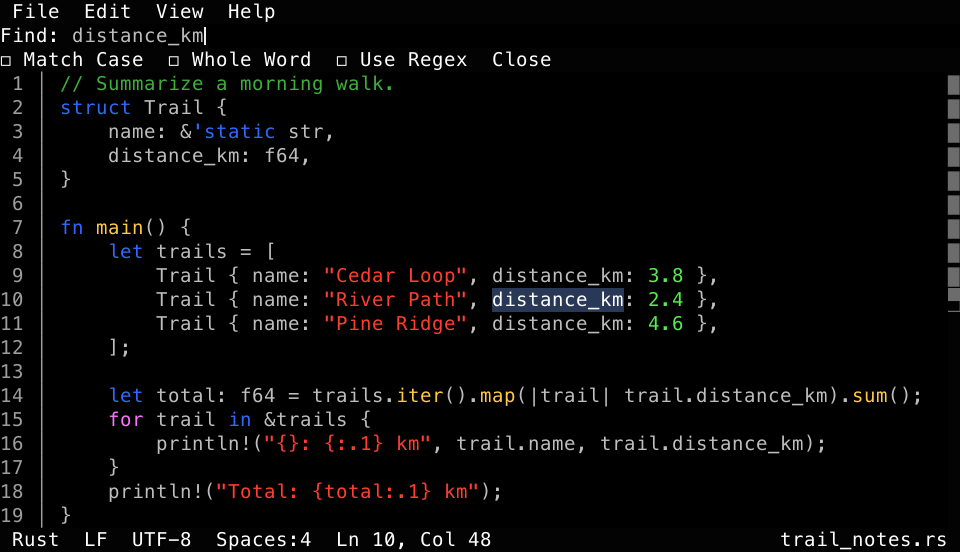 File  Edit  View  Help
Find: distance_km
Match Case  Whole Word  Use Regex  Close
1 // Summarize a morning walk.
2 struct Trail {
3     name: &'static str,
4     distance_km: f64,
5 }
6
7 fn main() {
8     let trails = [
9         Trail { name: "Cedar Loop", distance_km: 3.8 },
10         Trail { name: "River Path", distance_km: 2.4 },
11         Trail { name: "Pine Ridge", distance_km: 4.6 },
12     ];
13
14     let total: f64 = trails.iter().map(|trail| trail.distance_km).sum();
15     for trail in &trails {
16         println!("{}: {:.1} km", trail.name, trail.distance_km);
17     }
18     println!("Total: {total:.1} km");
19 }
Rust  LF  UTF-8  Spaces:4  Ln 10, Col 48  trail_notes.rs